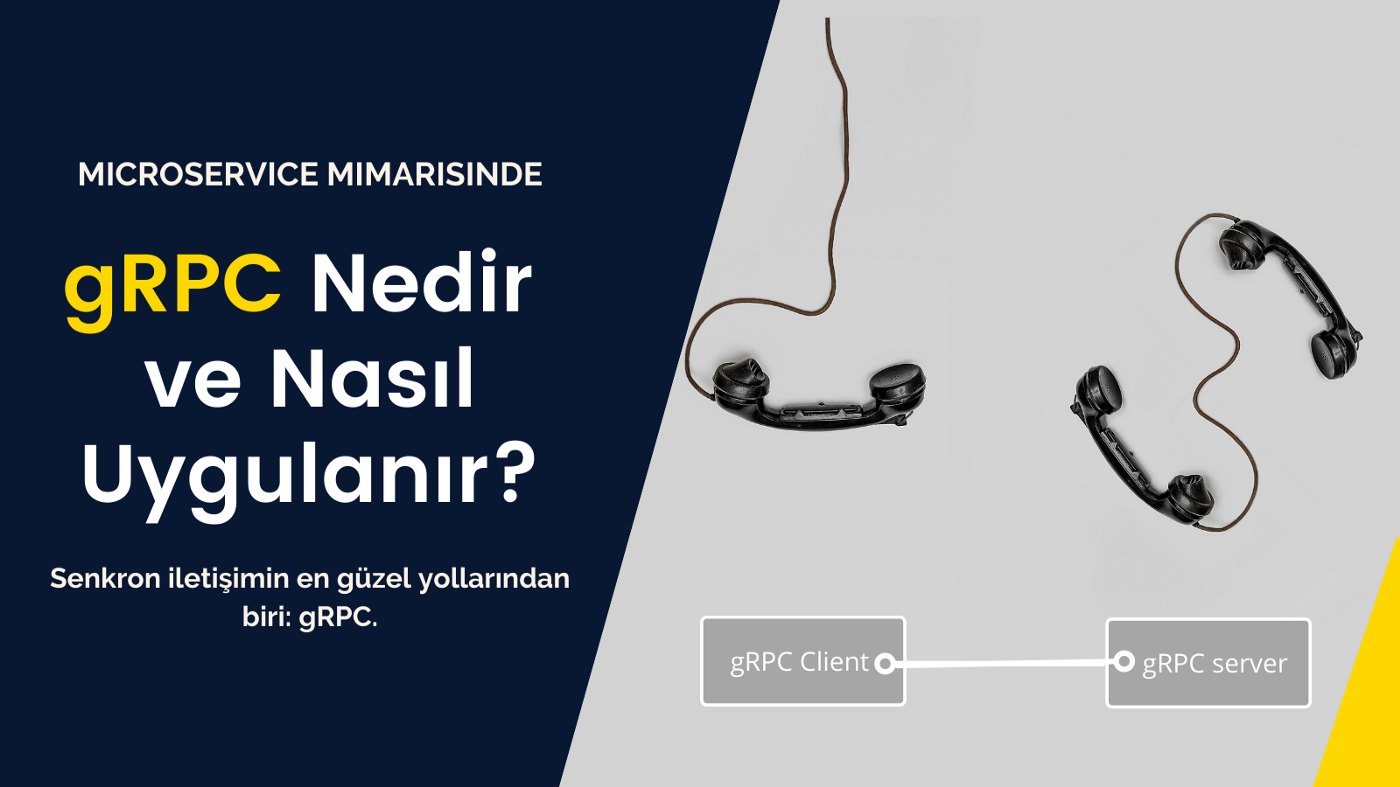 MICROSERVICE MIMARISINDE
gRPC Nedir
ve Nasıl
Uygulanır?
Senkron iletişimin en güzel yollarından
biri: gRPC.
gRPC Client
gRPC server